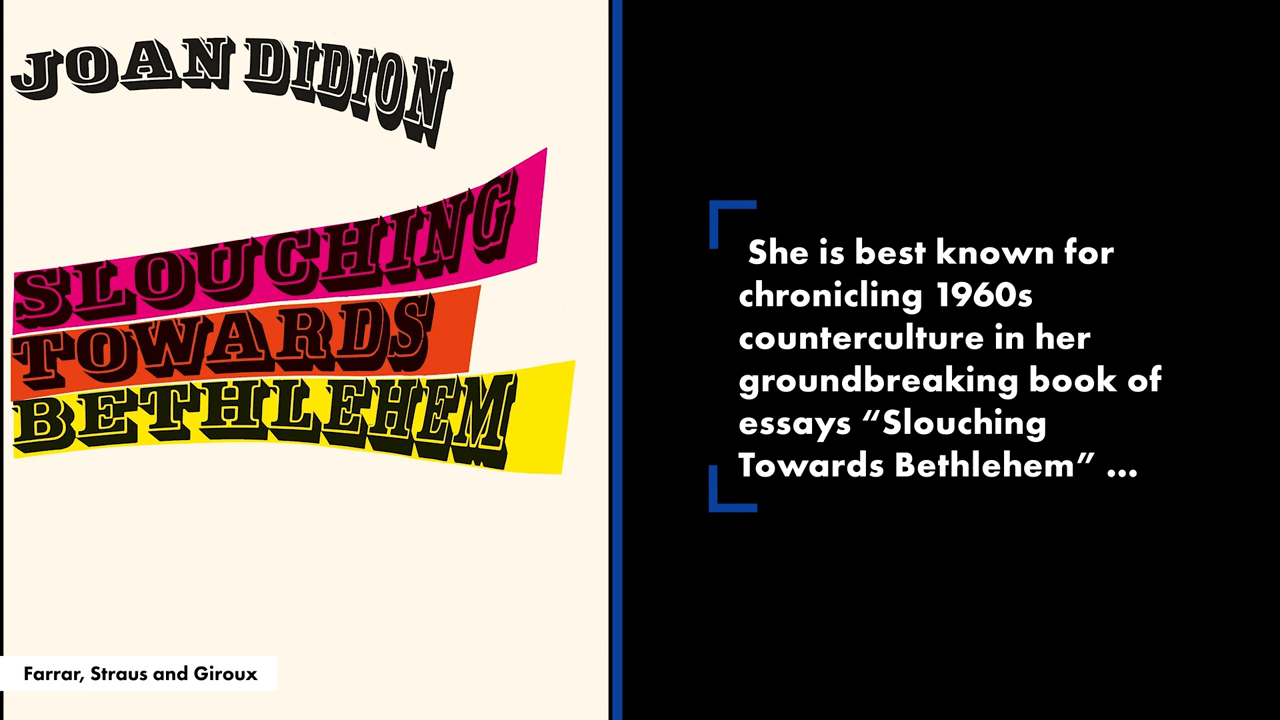 JOAN DIDION
SLOUCHING
TOWARDS
BETHLEHEM
Farrar, Straus and Giroux
She is best known for
chronicling 1960s
counterculture in her
groundbreaking book of
essays “Slouching
Towards Bethlehem” ...